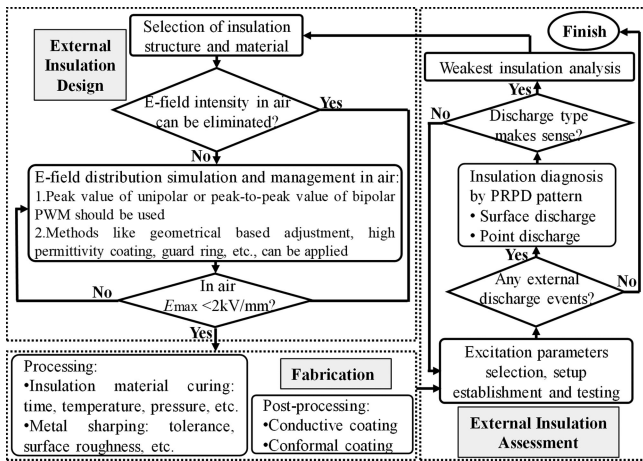 External
Insulation
Design
Selection of insulation
structure and material
E-field intensity in air
can be eliminated?
Yes
No
E-field distribution simulation and management in air:
1.Peak value of unipolar or peak-to-peak value of bipolar
PWM should be used
2.Methods like geometrical based adjustment, high
permittivity coating, guard ring, etc., can be applied
No
In air
Emax <2kV/mm?
Yes
Processing:
•Insulation material curing:
time, temperature, pressure, etc.
•Metal sharping: tolerance,
surface roughness, etc.
Fabrication
Post-processing:
•Conductive coating
•Conformal coating
Finish
Weakest insulation analysis
Yes
No
Discharge type
makes sense?
Insulation diagnosis
by PRPD pattern
• Surface discharge
• Point discharge
Yes
No
Any external
discharge events?
Excitation parameters
selection, setup
establishment and testing
External Insulation
Assessment